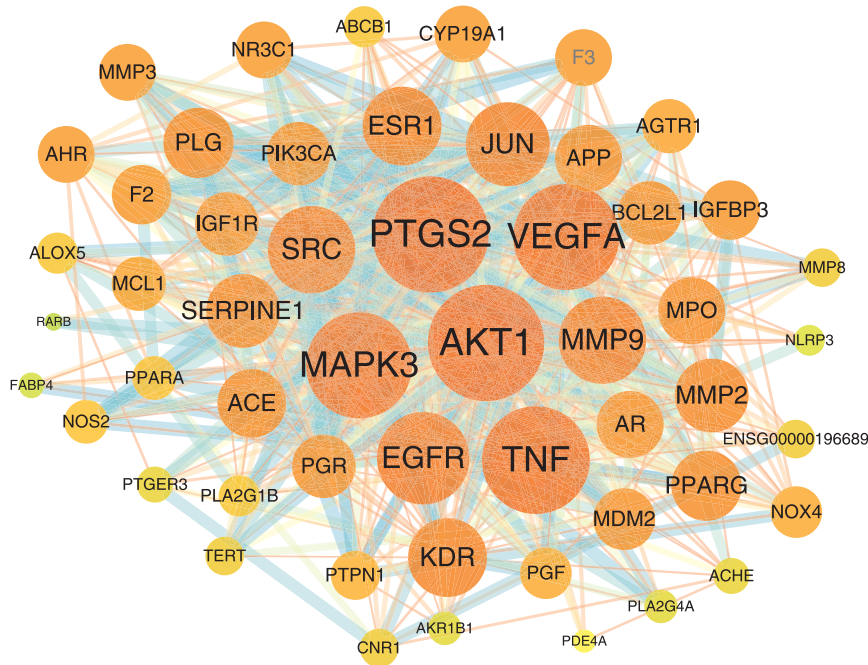 ABCB1
CYP19A1
NR3C1
F3
MMP3
ESR1
JUN
AGTR1
PLG
PIK3CA
APP
AHR
F2
IGF1R
BCL2L1
IGFBP3
PTGS2
VEGFA
SRC
ALOX5
MCL1
MMP8
SERPINE1
MPO
RARB
AKT1
MMP9
NLRP3
MAPK3
FABP4
PPARA
MMP2
NOS2
ACE
AR
ENSG00000196689
PGR
EGFR
TNF
PTGER3
PLA2G1B
PPARG
NOX4
MDM2
TERT
KDR
PTPN1
PGF
ACHE
PLA2G4A
AKR1B1
PDE4A
CNR1